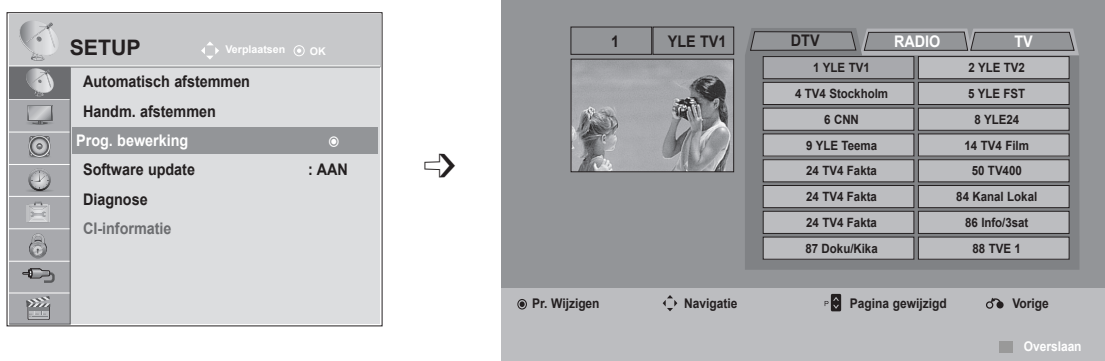 SETUP
Verplaatsen OK
Automatisch afstemmen
Handm. afstemmen
Prog. bewerking
Software update : AAN
Diagnose
CI-informatie
1 YLE TV1
DTV RADIO TV
1 YLE TV1 2 YLE TV2
4 TV4 Stockholm 5 YLE FST
6 CNN 8 YLE24
9 YLE Teema 14 TV4 Film
24 TV4 Fakta 50 TV400
24 TV4 Fakta 84 Kanal Lokal
24 TV4 Fakta 86 Info/3sat
87 Doku/Kika 88 TVE 1
Pr. Wijzigen Navigatie P Pagina gewijzigd Vorige
Overslaan